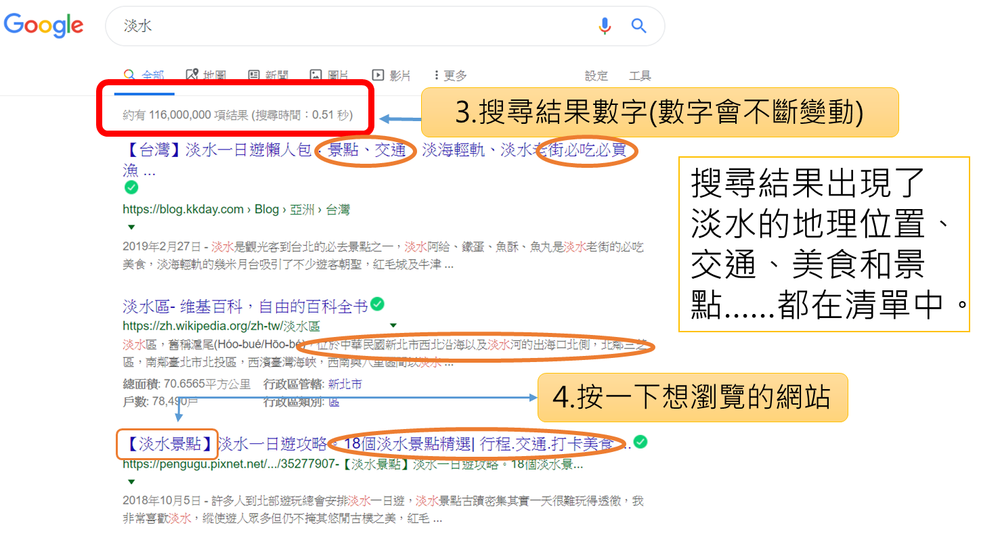 Google
淡水
全部 地圖 新聞 圖片 影片 更多 設定 工具
約有 116,000,000 項結果 (搜尋時間：0.51 秒)
3.搜尋結果數字(數字會不斷變動)
【台灣】淡水一日遊懶人包：景點、交通、淡海輕軌、淡水老街必吃必買
漁 ...
https://blog.kkday.com › Blog › 亞洲 › 台灣
2019年2月27日 - 淡水是觀光客到台北的必去景點之一，淡水阿給、鐵蛋、魚酥、魚丸是淡水老街的必吃
美食，淡海輕軌的幾米月台吸引了不少遊客朝聖，紅毛城及牛津 ...
搜尋結果出現了
淡水的地理位置、
交通、美食和景
點......都在清單中。
淡水區- 维基百科，自由的百科全书
https://zh.wikipedia.org/zh-tw/淡水區
淡水區，舊稱滬尾(Hóo-bué/Hōo-bé)，位於中華民國新北市西北沿海以及淡水河的出海口北側，北鄰三芝
區，南鄰臺北市北投區，西濱臺灣海峽，西南與八里區間以淡水 ...
總面積: 70.6565平方公里 行政區管轄: 新北市
戶數: 78,490戶 行政區類別: 區
4.按一下想瀏覽的網站
【淡水景點】淡水一日遊攻略。18個淡水景點精選| 行程.交通.打卡美食 ...
https://pengugu.pixnet.net/.../35277907-【淡水景點】淡水一日遊攻略。18個淡水景...
2018年10月5日 - 許多人到北部遊玩總會安排淡水一日遊，淡水景點古蹟密集其實一天很難玩得透徹，我
非常喜歡淡水，縱使遊人眾多但仍不掩其悠閒古樸之美，紅毛 ...